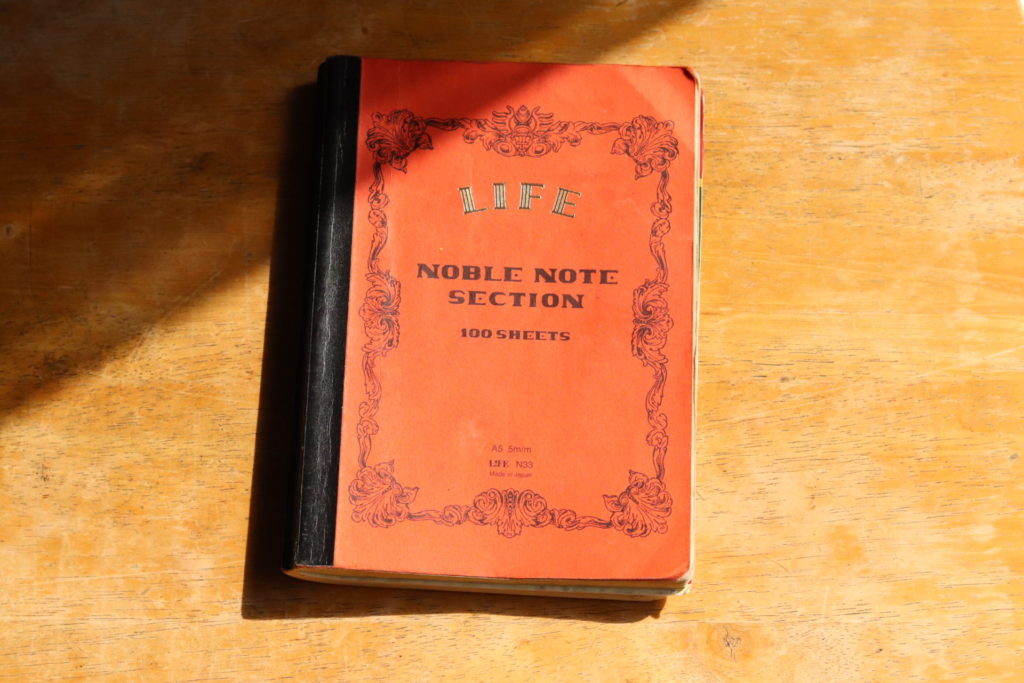 LIFE
NOBLE NOTE
SECTION
100 SHEETS
A5 5m/m
LIFE N33
Made in Japan